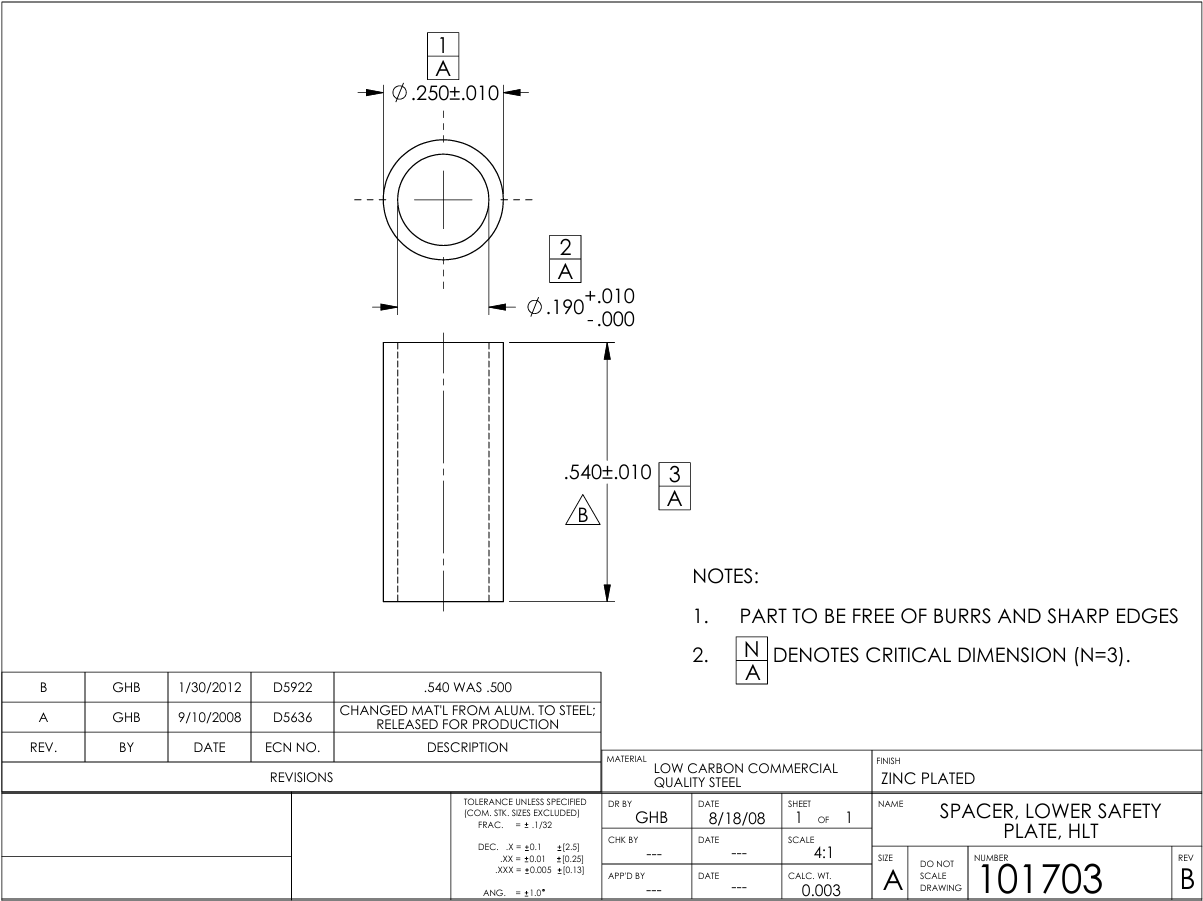 1
A
∅ .250±.010
2
A
∅ .190 +.010
- .000
.540±.010
3
A
B
NOTES:
1. PART TO BE FREE OF BURRS AND SHARP EDGES
2. N
A DENOTES CRITICAL DIMENSION (N=3).
B GHB 1/30/2012 D5922 .540 WAS .500
A GHB 9/10/2008 D5636 CHANGED MAT'L FROM ALUM. TO STEEL;
RELEASED FOR PRODUCTION
REV. BY DATE ECN NO. DESCRIPTION
REVISIONS
TOLERANCE UNLESS SPECIFIED
(COM. STK. SIZES EXCLUDED)
FRAC. = ± .1/32
DEC. .X = ±0.1 ±[2.5]
.XX = ±0.01 ±[0.25]
.XXX = ±0.005 ±[0.13]
ANG. = ±1.0°
MATERIAL
LOW CARBON COMMERCIAL
QUALITY STEEL
FINISH
ZINC PLATED
DR BY
GHB
DATE
8/18/08
SHEET
1 OF 1
CHK BY
---
DATE
---
SCALE
4:1
APP'D BY
---
DATE
---
CALC. WT.
0.003
NAME
SPACER, LOWER SAFETY
PLATE, HLT
SIZE
A
DO NOT
SCALE
DRAWING
NUMBER
101703
REV
B